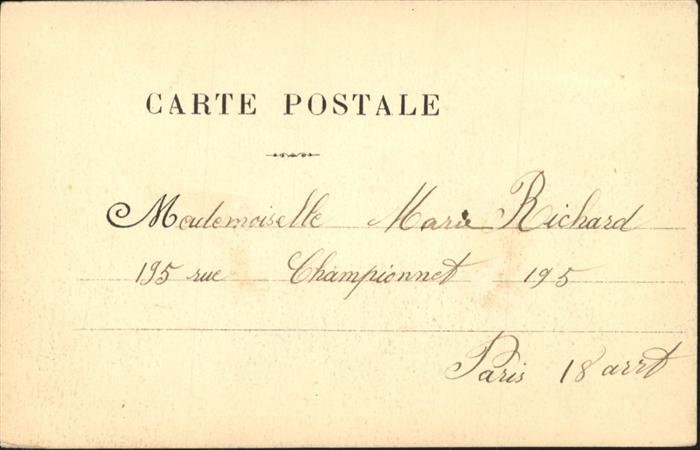 CARTE POSTALE
Mademoiselle Marie Richard
195 rue Championnet 195
Paris 18 arrt